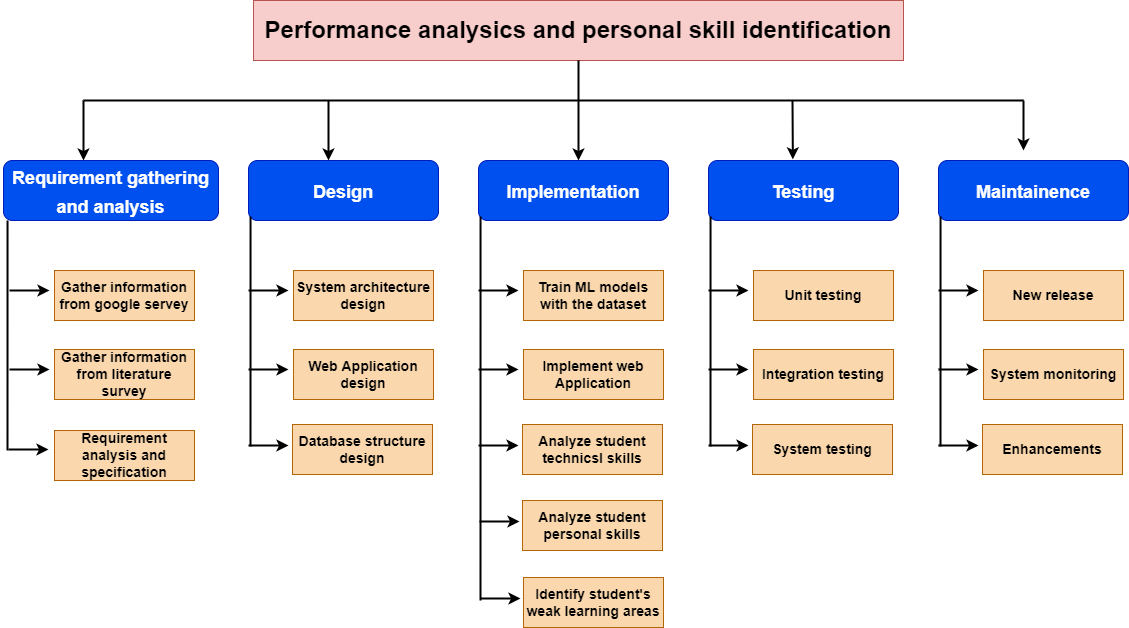 Performance analysics and personal skill identification
Requirement gathering
and analysis
Gather information
from google servey
Gather information
from literature
survey
Requirement
analysis and
specification
Design
System architecture
design
Web Application
design
Database structure
design
Implementation
Train ML models
with the dataset
Implement web
Application
Analyze student
technicsl skills
Analyze student
personal skills
Identify student's
weak learning areas
Testing
Unit testing
Integration testing
System testing
Maintainence
New release
System monitoring
Enhancements